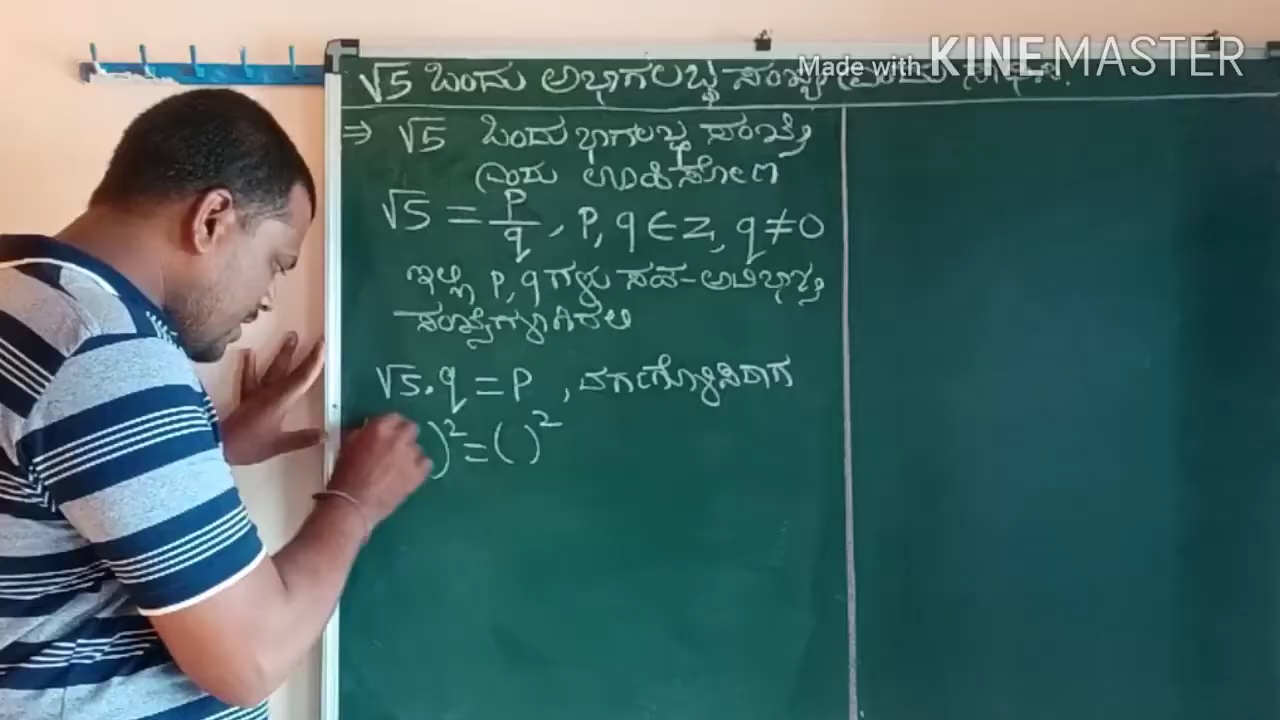 Made with KINEMASTER
√5 ಒಂದು ಅಭಾಗಲಬ್ಧ ಸಂಖ್ಯೆ ಎಂದು ಸಾಧಿಸಿ.
⇒ √5 ಒಂದು ಭಾಗಲಬ್ಧ ಸಂಖ್ಯೆ
ಎಂದು ಊಹಿಸೋಣ
√5 = P/q, P, q ∈ Z, q ≠ 0
ಇಲ್ಲಿ P, q ಗಳು ಸಹ-ಅವಿಭಾಜ್ಯ
ಸಂಖ್ಯೆಗಳಾಗಿರಲಿ
√5.q = P , ವರ್ಗಗೊಳಿಸಿದಾಗ
)² = ( )²